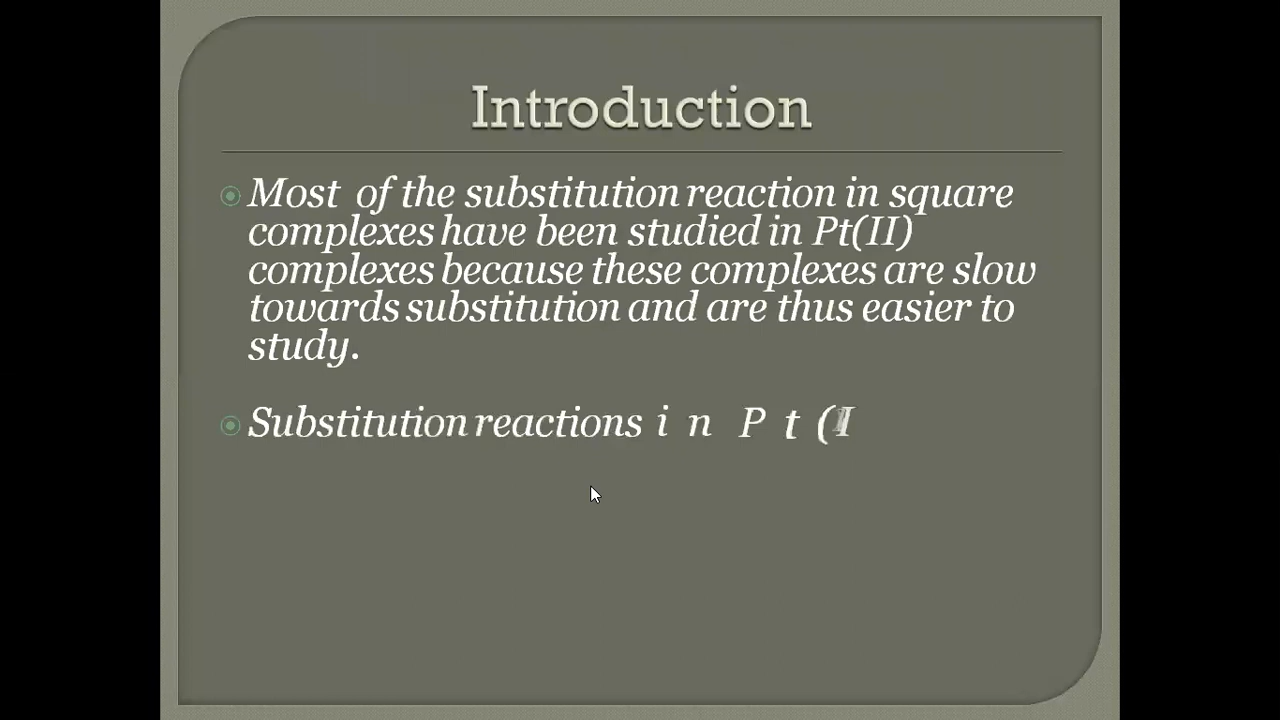 Introduction
Most of the substitution reaction in square
complexes have been studied in Pt(II)
complexes because these complexes are slow
towards substitution and are thus easier to
study.
Substitution reactions i n P t (I